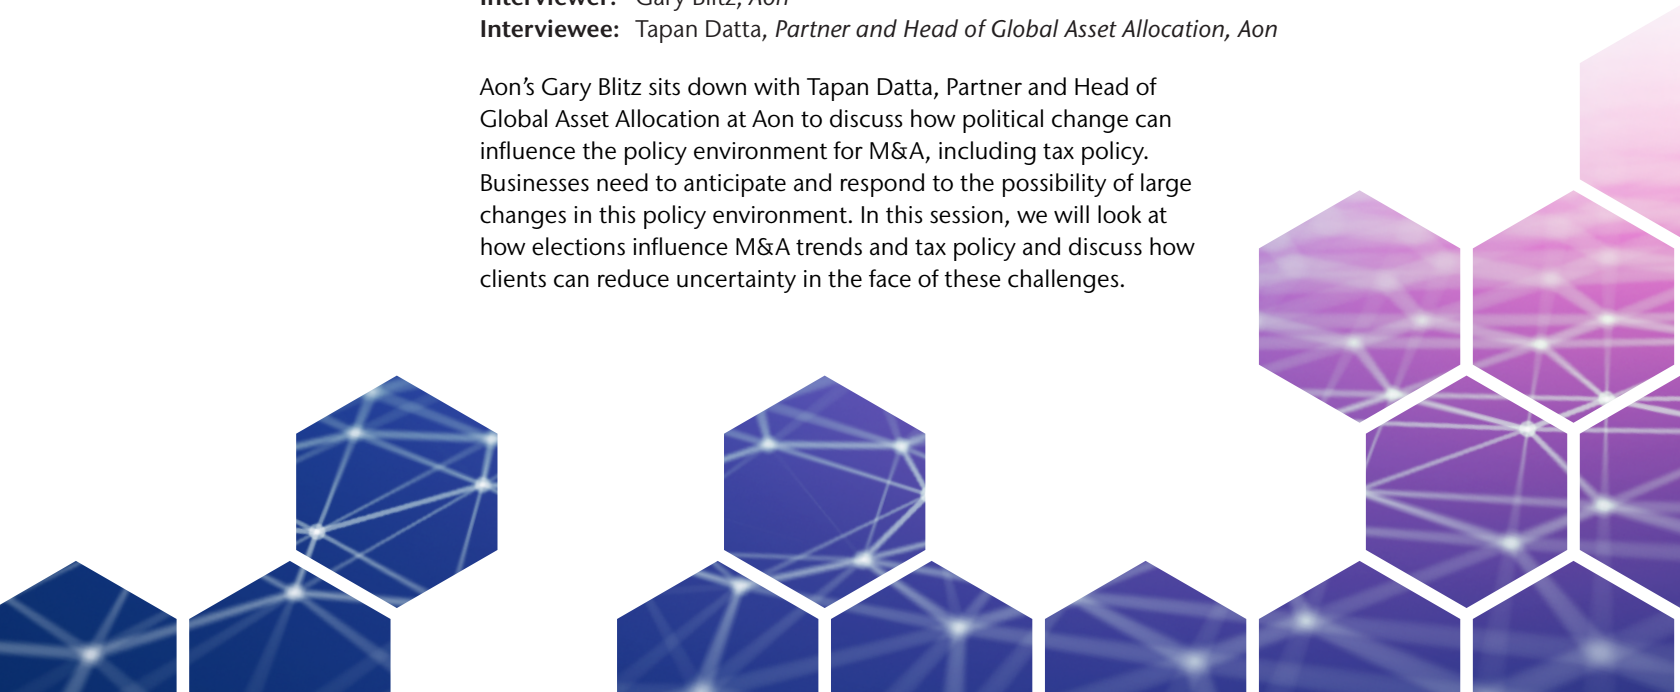 Interviewer: Gary Blitz, Aon
Interviewee: Tapan Datta, Partner and Head of Global Asset Allocation, Aon
Aon’s Gary Blitz sits down with Tapan Datta, Partner and Head of
Global Asset Allocation at Aon to discuss how political change can
influence the policy environment for M&A, including tax policy.
Businesses need to anticipate and respond to the possibility of large
changes in this policy environment. In this session, we will look at
how elections influence M&A trends and tax policy and discuss how
clients can reduce uncertainty in the face of these challenges.